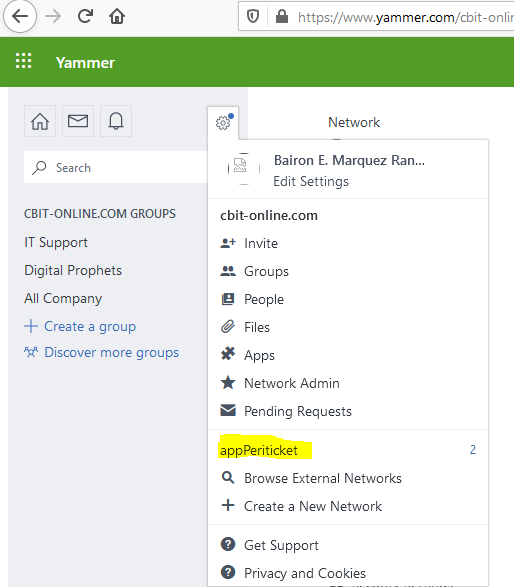 https://www.yammer.com/cbit-onli
Yammer
Network
Search
CBIT-ONLINE.COM GROUPS
IT Support
Digital Prophets
All Company
Create a group
Discover more groups
Bairon E. Marquez Ran...
Edit Settings
cbit-online.com
Invite
Groups
People
Files
Apps
Network Admin
Pending Requests
appPeriticket 2
Browse External Networks
Create a New Network
Get Support
Privacy and Cookies